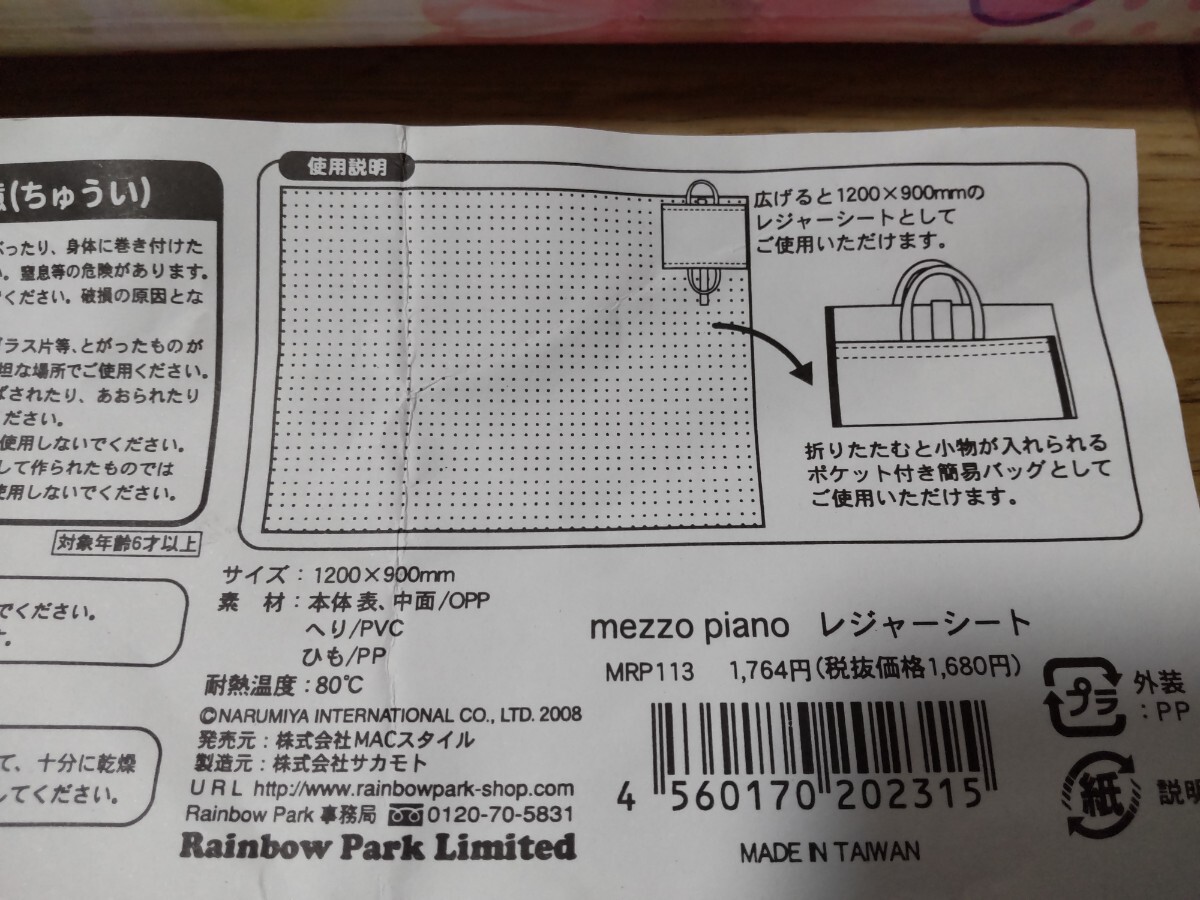 (ちゅうい)
ぶったり、身体に巻き付けた
い。窒息等の危険があります。
ください。破損の原因とな
ガラス片等、とがったものが
坦な場所でご使用ください。
ばされたり、あおられたり
ださい。
使用しないでください。
して作られたものでは
使用しないでください。
対象年齢6才以上
でください。
す。
て、十分に乾燥
してください。
使用説明
広げると1200×900mmの
レジャーシートとして
ご使用いただけます。
折りたたむと小物が入れられる
ポケット付き簡易バッグとして
ご使用いただけます。
サイズ：1200×900mm
素 材：本体 表、中面/OPP
へり/PVC
ひも/PP
耐熱温度：80℃
©NARUMIYA INTERNATIONAL CO., LTD. 2008
発売元：株式会社MACスタイル
製造元：株式会社サカモト
URL http://www.rainbowpark-shop.com
Rainbow Park 事務局 0120-70-5831
Rainbow Park Limited
mezzo piano レジャーシート
MRP113 1,764円(税抜価格1,680円)
4 560170 202315
MADE IN TAIWAN
プラ
外装
：PP
紙
説明